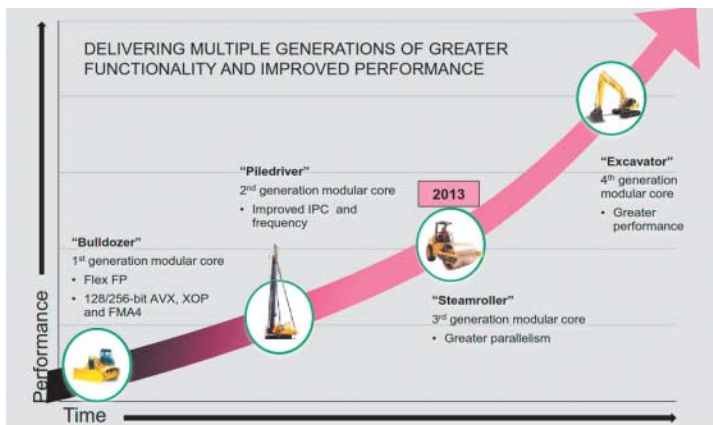 DELIVERING MULTIPLE GENERATIONS OF GREATER
FUNCTIONALITY AND IMPROVED PERFORMANCE
"Bulldozer"
1st generation modular core
• Flex FP
• 128/256-bit AVX, XOP
and FMA4
"Piledriver"
2nd generation modular core
• Improved IPC and
frequency
2013
"Steamroller"
3rd generation modular core
• Greater parallelism
"Excavator"
4th generation
modular core
• Greater
performance
Performance
Time